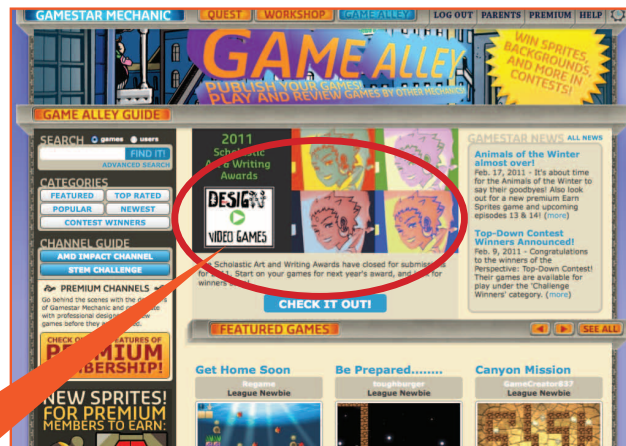 GAMESTAR MECHANIC
QUEST
WORKSHOP
GAME ALLEY
LOG OUT
PARENTS
PREMIUM
HELP
GAME ALLEY
PUBLISH YOUR GAMES!
PLAY AND REVIEW GAMES BY OTHER MECHANICS!
WIN SPRITES,
BACKGROUNDS,
AND MORE IN
CONTESTS!
GAME ALLEY GUIDE
SEARCH
games
users
FIND IT!
ADVANCED SEARCH
CATEGORIES
FEATURED
TOP RATED
POPULAR
NEWEST
CONTEST WINNERS
CHANNEL GUIDE
AMD IMPACT CHANNEL
STEM CHALLENGE
PREMIUM CHANNELS
Go behind the scenes with the
of Gamestar Mechanic and
with professional
games before they
CHECK
OF
MEMBERSHIP!
NEW SPRITES!
FOR PREMIUM
MEMBERS TO EARN:
2011
Scholastic
Art & Writing
Awards
DESIGN
VIDEO GAMES
Scholastic Art and Writing Awards have closed for submissions
for 2011. Start on your games for next year's award, and
for
winners
CHECK IT OUT!
GAMESTAR NEWS
ALL NEWS
Animals of the Winter
almost over!
Feb. 17, 2011 - It's about time
for the Animals of the Winter to
say their goodbyes! Also look
out for a new premium Earn
Sprites game and upcoming
episodes 13 & 14! (more)
Top-Down Contest
Winners Announced!
Feb. 9, 2011 - Congratulations
to the winners of the
Perspective: Top-Down Contest!
Their games are available for
play under the 'Challenge
Winners' category. (more)
FEATURED GAMES
SEE ALL
Get Home Soon
Ragame
League Newbie
Be Prepared........
toughburger
League Newbie
Canyon Mission
GameCreator837
League Newbie